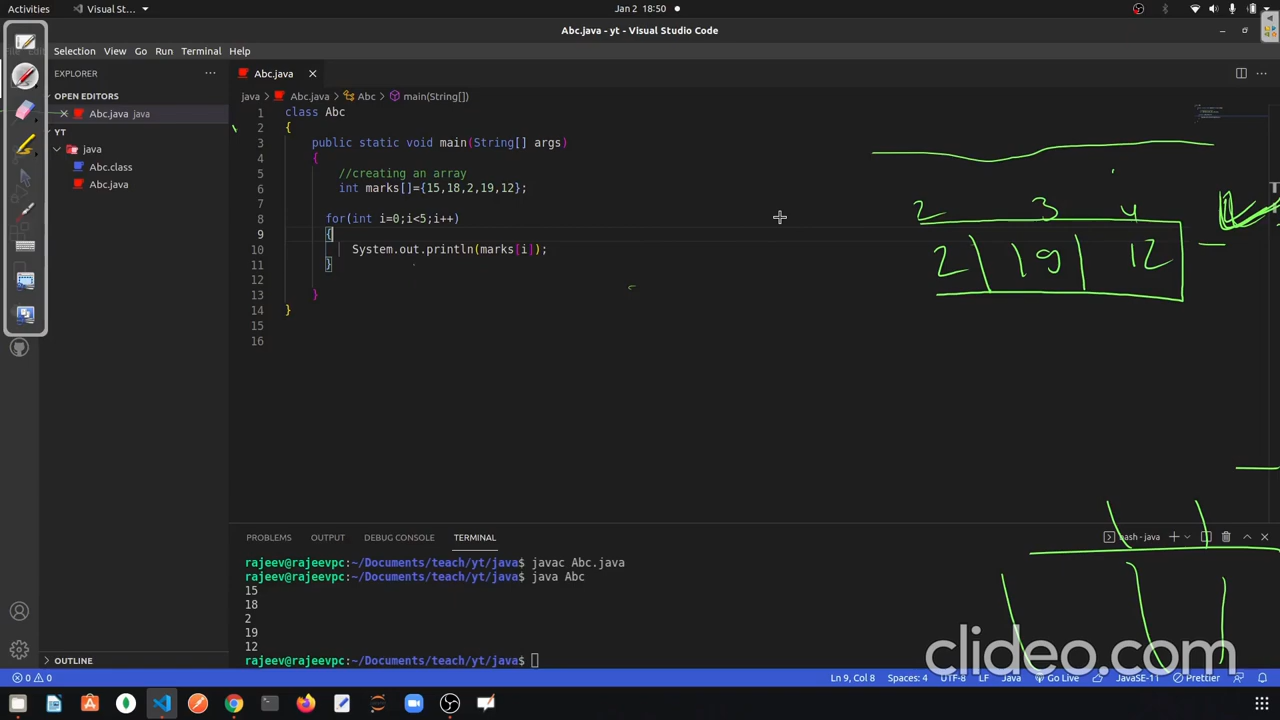 Activities
Visual St...
Jan 2 18:50
Abc.java - yt - Visual Studio Code
Selection View Go Run Terminal Help
EXPLORER
OPEN EDITORS
Abc.java java
YT
java
Abc.class
Abc.java
OUTLINE
Abc.java
java > Abc.java > Abc > main(String[])
1 class Abc
2 {
3 public static void main(String[] args)
4 {
5 //creating an array
6 int marks[]={15,18,2,19,12};
7
8 for(int i=0;i<5;i++)
9 {
10 System.out.println(marks[i]);
11 }
12
13 }
14 }
15
16
2 3 4
2 19 12
PROBLEMS OUTPUT DEBUG CONSOLE TERMINAL
bash - java
rajeev@rajeevpc:~/Documents/teach/yt/java$ javac Abc.java
rajeev@rajeevpc:~/Documents/teach/yt/java$ java Abc
15
18
2
19
12
rajeev@rajeevpc:~/Documents/teach/yt/java$
clideo.com
0 0
Ln 9, Col 8 Spaces: 4 UTF-8 LF Java Go Live JavaSE-11 Prettier